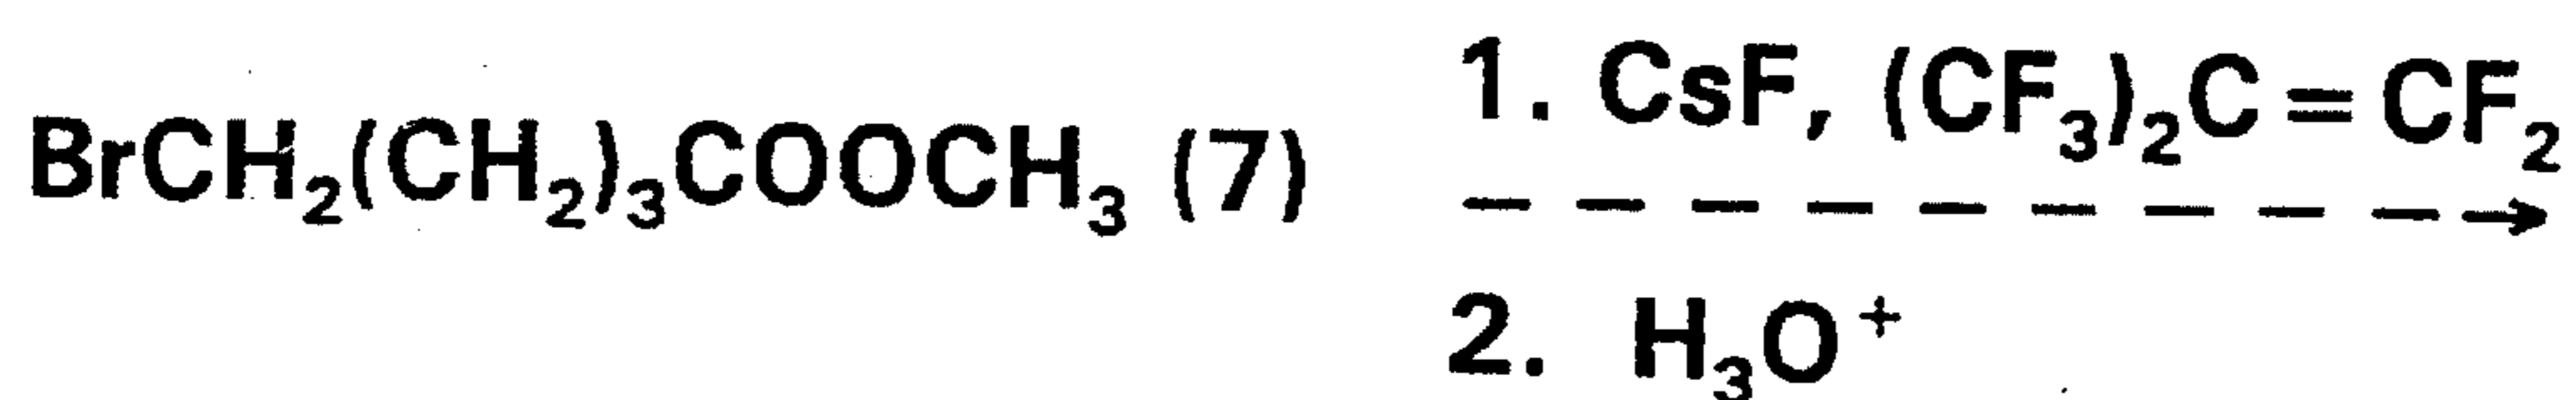 1. CsF, (CF₃)₂C=CF₂
BrCH₂(CH₂)₃COOCH₃ (7)
2. H₃O⁺